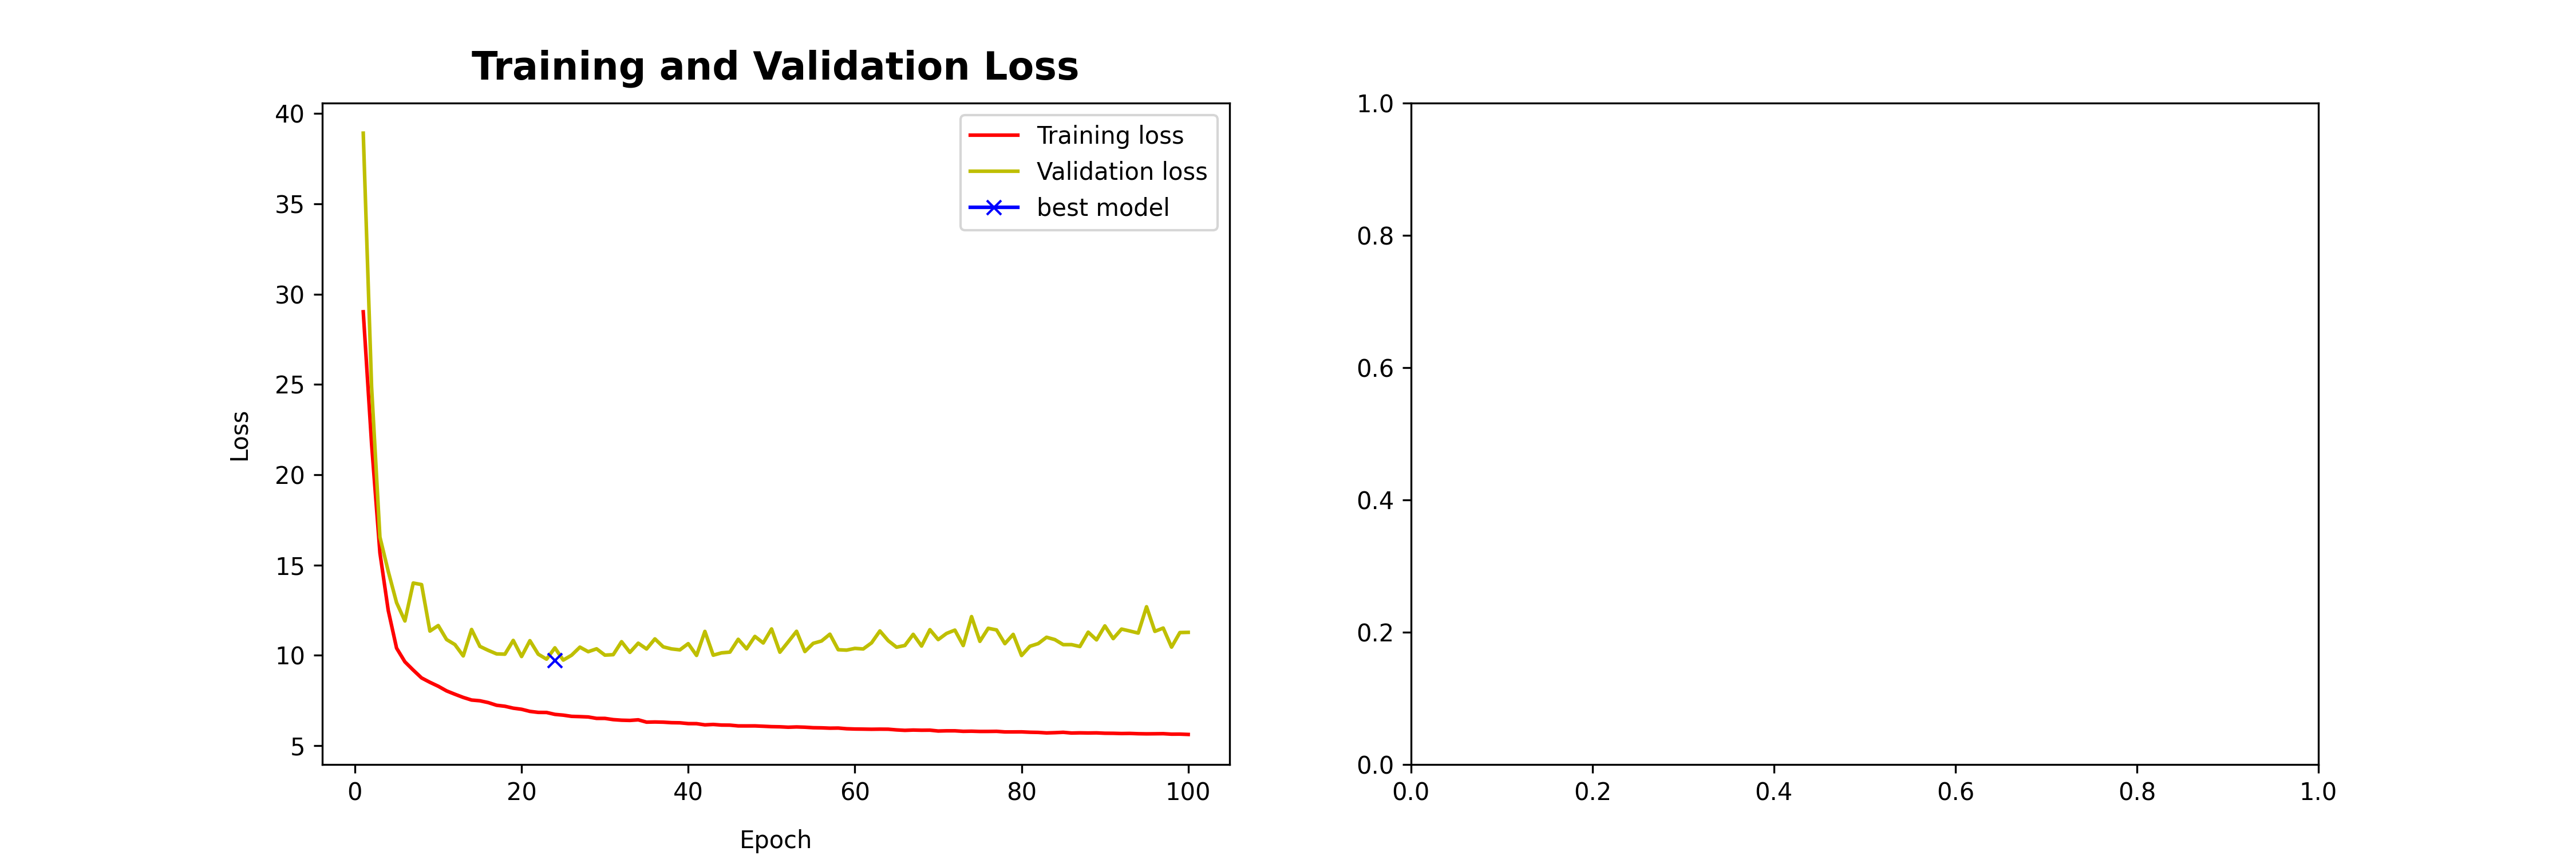 Training and Validation Loss
40
35
30
25
20
15
10
5
Loss
Training loss
Validation loss
best model
0 20 40 60 80 100
Epoch
1.0
0.8
0.6
0.4
0.2
0.0
0.0 0.2 0.4 0.6 0.8 1.0